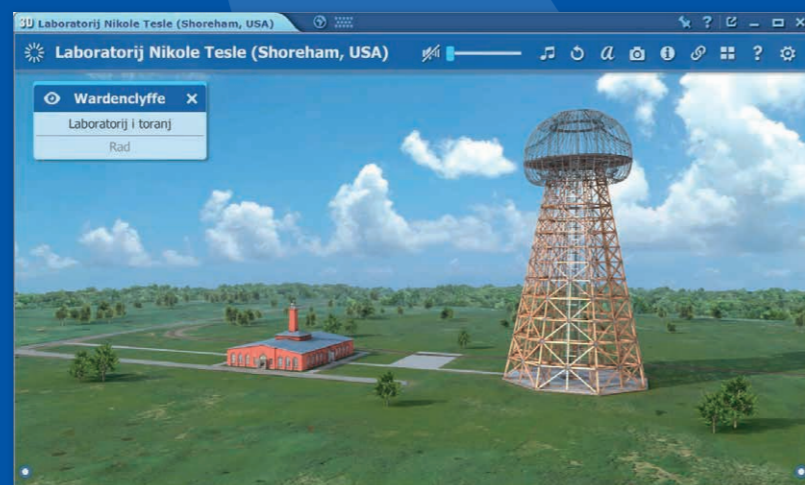 3D Laboratorij Nikole Tesle (Shoreham, USA)
?
Laboratorij Nikole Tesle (Shoreham, USA)
a
i
?
Wardenclyffe
Laboratorij i toranj
Rad